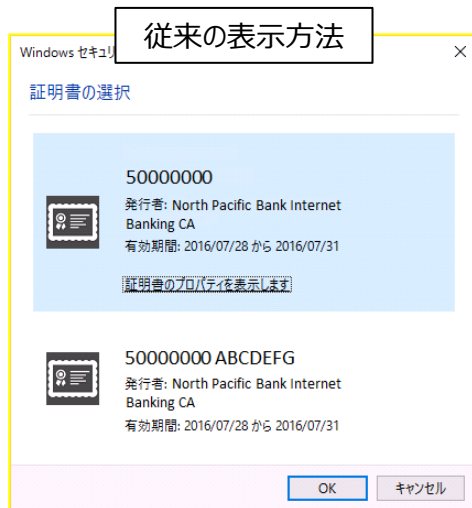 従来の表示方法
Windows セキュリ
証明書の選択
50000000
発行者: North Pacific Bank Internet
Banking CA
有効期間: 2016/07/28 から 2016/07/31
証明書のプロパティを表示します
50000000 ABCDEFG
発行者: North Pacific Bank Internet
Banking CA
有効期間: 2016/07/28 から 2016/07/31
OK キャンセル